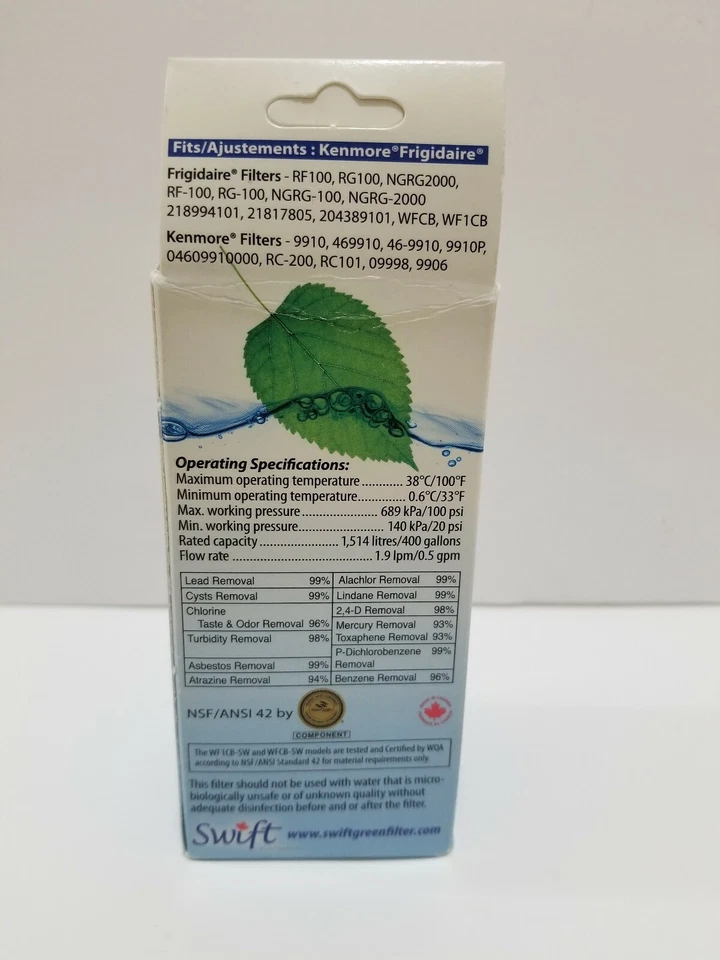 Fits/Ajustements : Kenmore®Frigidaire®
Frigidaire® Filters - RF100, RG100, NGRG2000,
RF-100, RG-100, NGRG-100, NGRG-2000
218994101, 21817805, 204389101, WFCB, WF1CB
Kenmore® Filters - 9910, 469910, 46-9910, 9910P,
04609910000, RC-200, RC101, 09998, 9906
Operating Specifications:
Maximum operating temperature ............ 38°C/100°F
Minimum operating temperature.............. 0.6°C/33°F
Max. working pressure ...................... 689 kPa/100 psi
Min. working pressure........................ 140 kPa/20 psi
Rated capacity ...................... 1,514 litres/400 gallons
Flow rate ........................................ 1.9 lpm/0.5 gpm
Lead Removal 99% Alachlor Removal 99%
Cysts Removal 99% Lindane Removal 99%
Chlorine 2,4-D Removal 98%
Taste & Odor Removal 96% Mercury Removal 93%
Turbidity Removal 98% Toxaphene Removal 93%
P-Dichlorobenzene 99%
Asbestos Removal 99% Removal
Atrazine Removal 94% Benzene Removal 96%
NSF/ANSI 42 by
COMPONENT
The WF1CB-SW and WFCB-SW models are tested and Certified by WQA
according to NSF/ANSI Standard 42 for material requirements only.
This filter should not be used with water that is micro-
biologically unsafe or of unknown quality without
adequate disinfection before and or after the filter.
Swift www.swiftgreenfilter.com